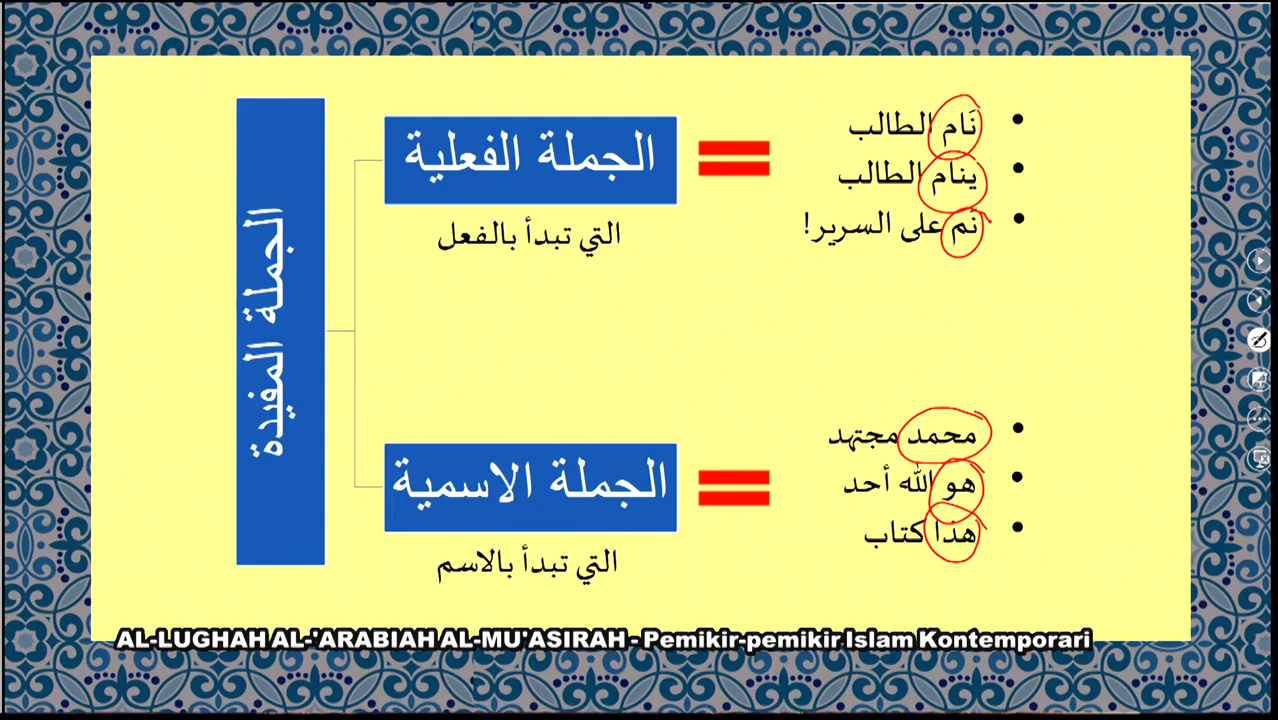 الجملة المفيدة
الجملة الفعلية
التي تبدأ بالفعل
نَام الطالب
ينام الطالب
نَم على السرير!
الجملة الاسمية
التي تبدأ بالاسم
محمد مجتهد
هو الله أحد
هذا كتاب
AL-LUGHAH AL-'ARABIAH AL-MU'ASIRAH - Pemikir-pemikir Islam Kontemporari